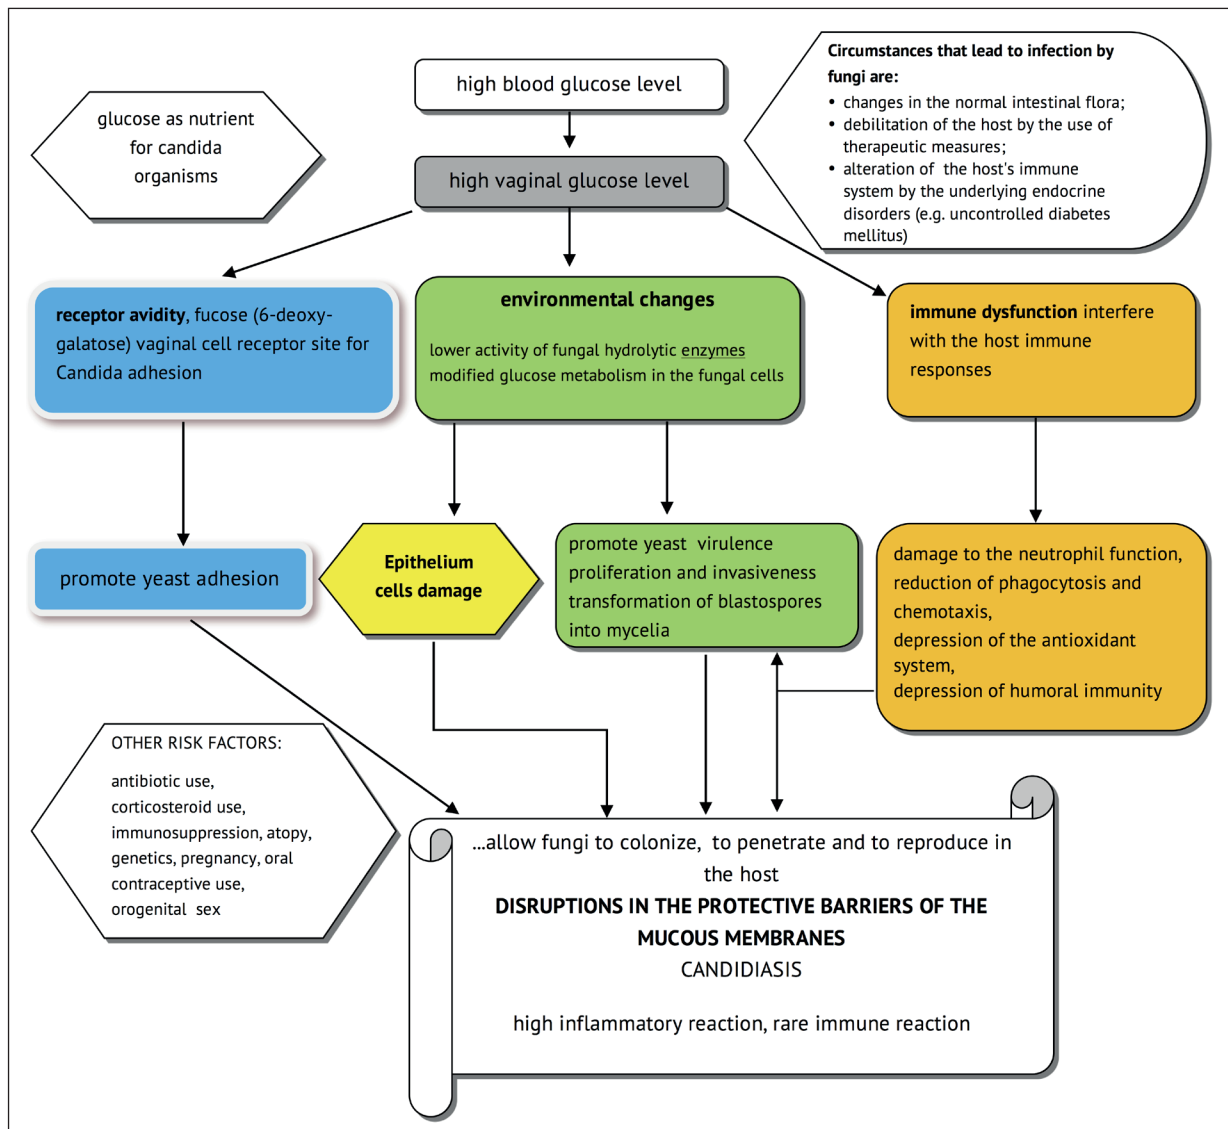 high blood glucose level
glucose as nutrient
for candida
organisms
high vaginal glucose level
Circumstances that lead to infection by
fungi are:
• changes in the normal intestinal flora;
• debilitation of the host by the use of
therapeutic measures;
• alteration of the host's immune
system by the underlying endocrine
disorders (e.g. uncontrolled diabetes
mellitus)
receptor avidity, fucose (6-deoxy-
galatose) vaginal cell receptor site for
Candida adhesion
environmental changes
lower activity of fungal hydrolytic enzymes
modified glucose metabolism in the fungal cells
immune dysfunction interfere
with the host immune
responses
promote yeast adhesion
Epithelium
cells damage
promote yeast virulence
proliferation and invasiveness
transformation of blastospores
into mycelia
damage to the neutrophil function,
reduction of phagocytosis and
chemotaxis,
depression of the antioxidant
system,
depression of humoral immunity
OTHER RISK FACTORS:
antibiotic use,
corticosteroid use,
immunosuppression, atopy,
genetics, pregnancy, oral
contraceptive use,
orogenital sex
...allow fungi to colonize, to penetrate and to reproduce in
the host
DISRUPTIONS IN THE PROTECTIVE BARRIERS OF THE
MUCOUS MEMBRANES
CANDIDIASIS
high inflammatory reaction, rare immune reaction